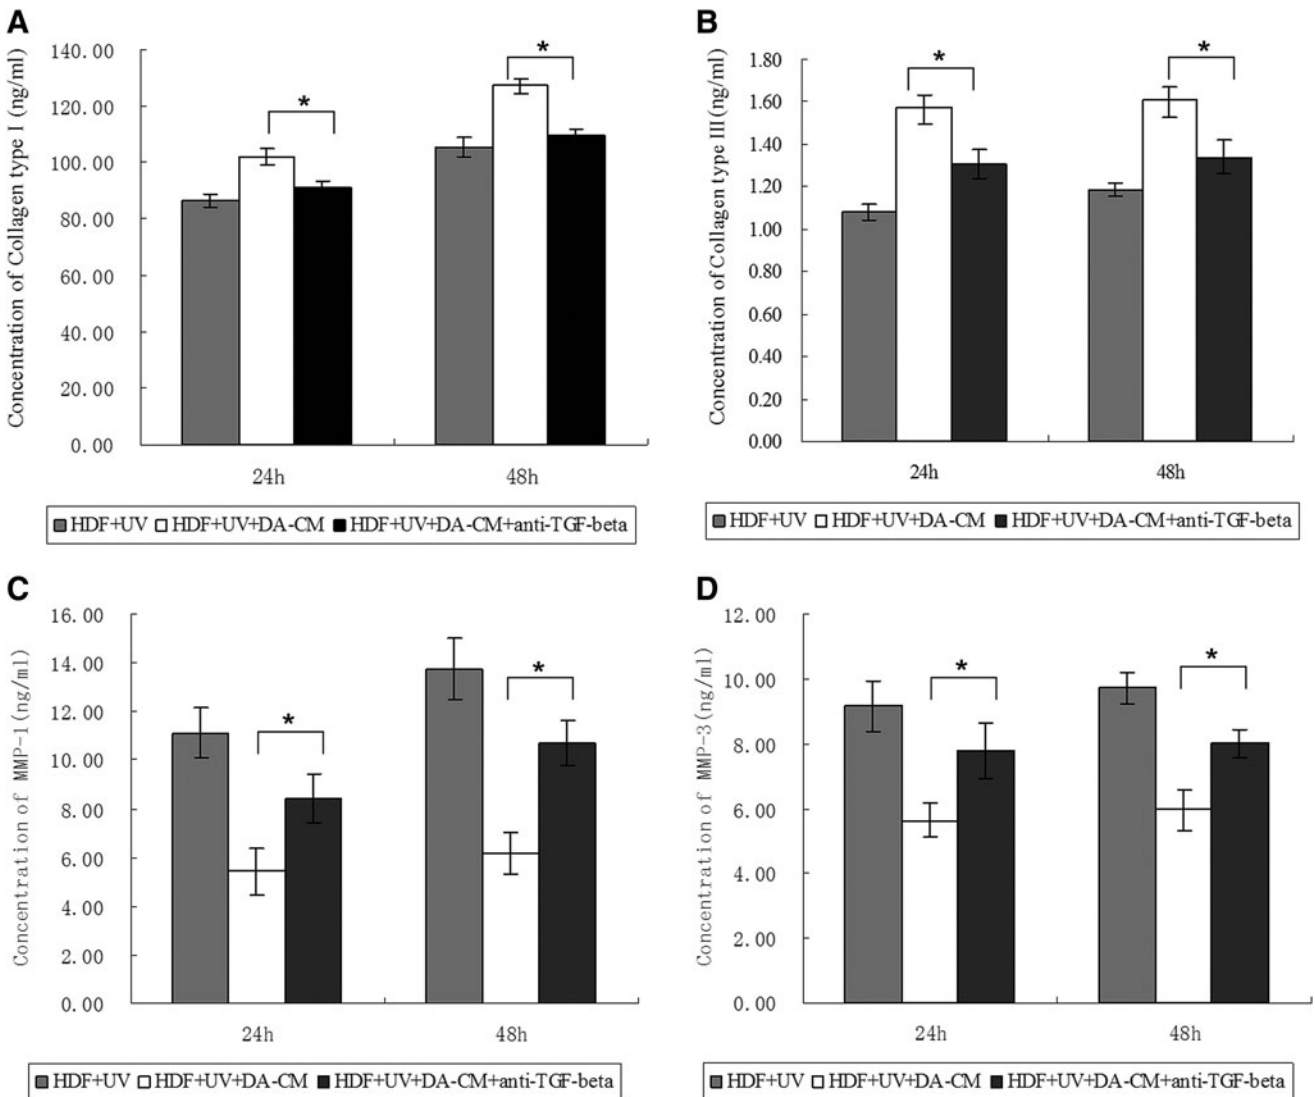 A
Concentration of Collagen type I (ng/ml)
140.00
120.00
100.00
80.00
60.00
40.00
20.00
0.00
*
*
24h
48h
HDF+UV HDF+UV+DA-CM HDF+UV+DA-CM+anti-TGF-beta
B
Concentration of Collagen type III (ng/ml)
1.80
1.60
1.40
1.20
1.00
0.80
0.60
0.40
0.20
0.00
*
*
24h
48h
HDF+UV HDF+UV+DA-CM HDF+UV+DA-CM+anti-TGF-beta
C
Concentration of MMP-1(ng/ml)
16.00
14.00
12.00
10.00
8.00
6.00
4.00
2.00
0.00
*
*
24h
48h
HDF+UV HDF+UV+DA-CM HDF+UV+DA-CM+anti-TGF-beta
D
Concentration of MMP-3(ng/ml)
12.00
10.00
8.00
6.00
4.00
2.00
0.00
*
*
24h
48h
HDF+UV HDF+UV+DA-CM HDF+UV+DA-CM+anti-TGF-beta